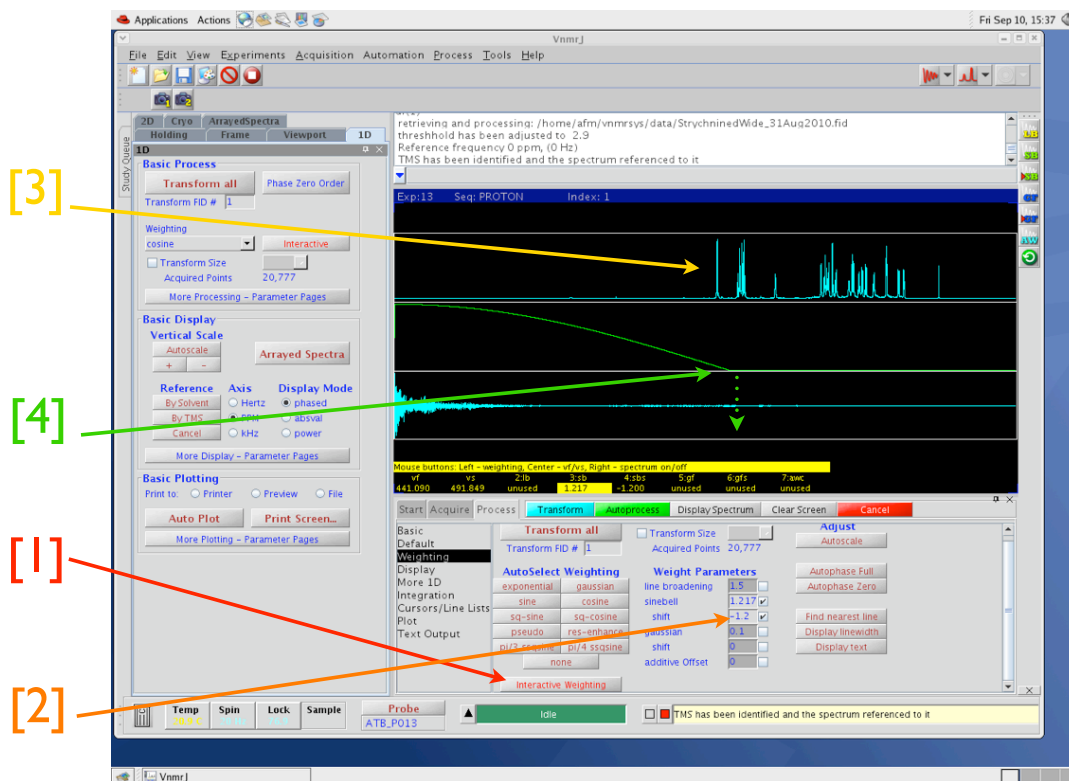 Applications Actions
Fri Sep 10, 15:37
VnmrJ
File Edit View Experiments Acquisition Automation Process Tools Help
Study Queue
2D Cryo ArrayedSpectra
Holding Frame Viewport 1D
1D
Basic Process
Transform all Phase Zero Order
Transform FID # 1
Weighting
cosine Interactive
Transform Size
Acquired Points 20,777
More Processing - Parameter Pages
Basic Display
Vertical Scale
Autoscale
+ -
Arrayed Spectra
Reference Axis Display Mode
By Solvent Hertz phased
By TMS PPM absval
Cancel kHz power
More Display - Parameter Pages
Basic Plotting
Print to: Printer Preview File
Auto Plot Print Screen...
More Plotting - Parameter Pages
retrieving and processing: /home/afm/vnmrsys/data/StrychninedWide_31Aug2010.fid
threshhold has been adjusted to 2.9
Reference frequency 0 ppm, (0 Hz)
TMS has been identified and the spectrum referenced to it
Exp:13 Seq: PROTON Index: 1
LB
SB
SB
GF
GF
AW
Mouse buttons: Left - weighting, Center - vf/vs, Right - spectrum on/off
vf vs 2:lb 3:sb 4:sbs 5:gf 6:gfs 7:awc
441.090 491.849 unused 1.217 -1.200 unused unused unused
Start Acquire Process Transform Autoprocess Display Spectrum Clear Screen Cancel
Basic
Default
Weighting
Display
More 1D
Integration
Cursors/Line Lists
Plot
Text Output
Transform all
Transform FID # 1
AutoSelect Weighting
exponential gaussian
sine cosine
sq-sine sq-cosine
pseudo res-enhance
pi/3 ssqsine pi/4 ssqsine
none
Interactive Weighting
Transform Size
Acquired Points 20,777
Weight Parameters
line broadening 1.5
sinebell 1.217
shift -1.2
gaussian 0.1
shift 0
additive Offset 0
Adjust
Autoscale
Autophase Full
Autophase Zero
Find nearest line
Display linewidth
Display text
Temp Spin Lock Sample
Probe
ATB_P013
Idle
TMS has been identified and the spectrum referenced to it
VnmrJ
[3]
[4]
[1]
[2]